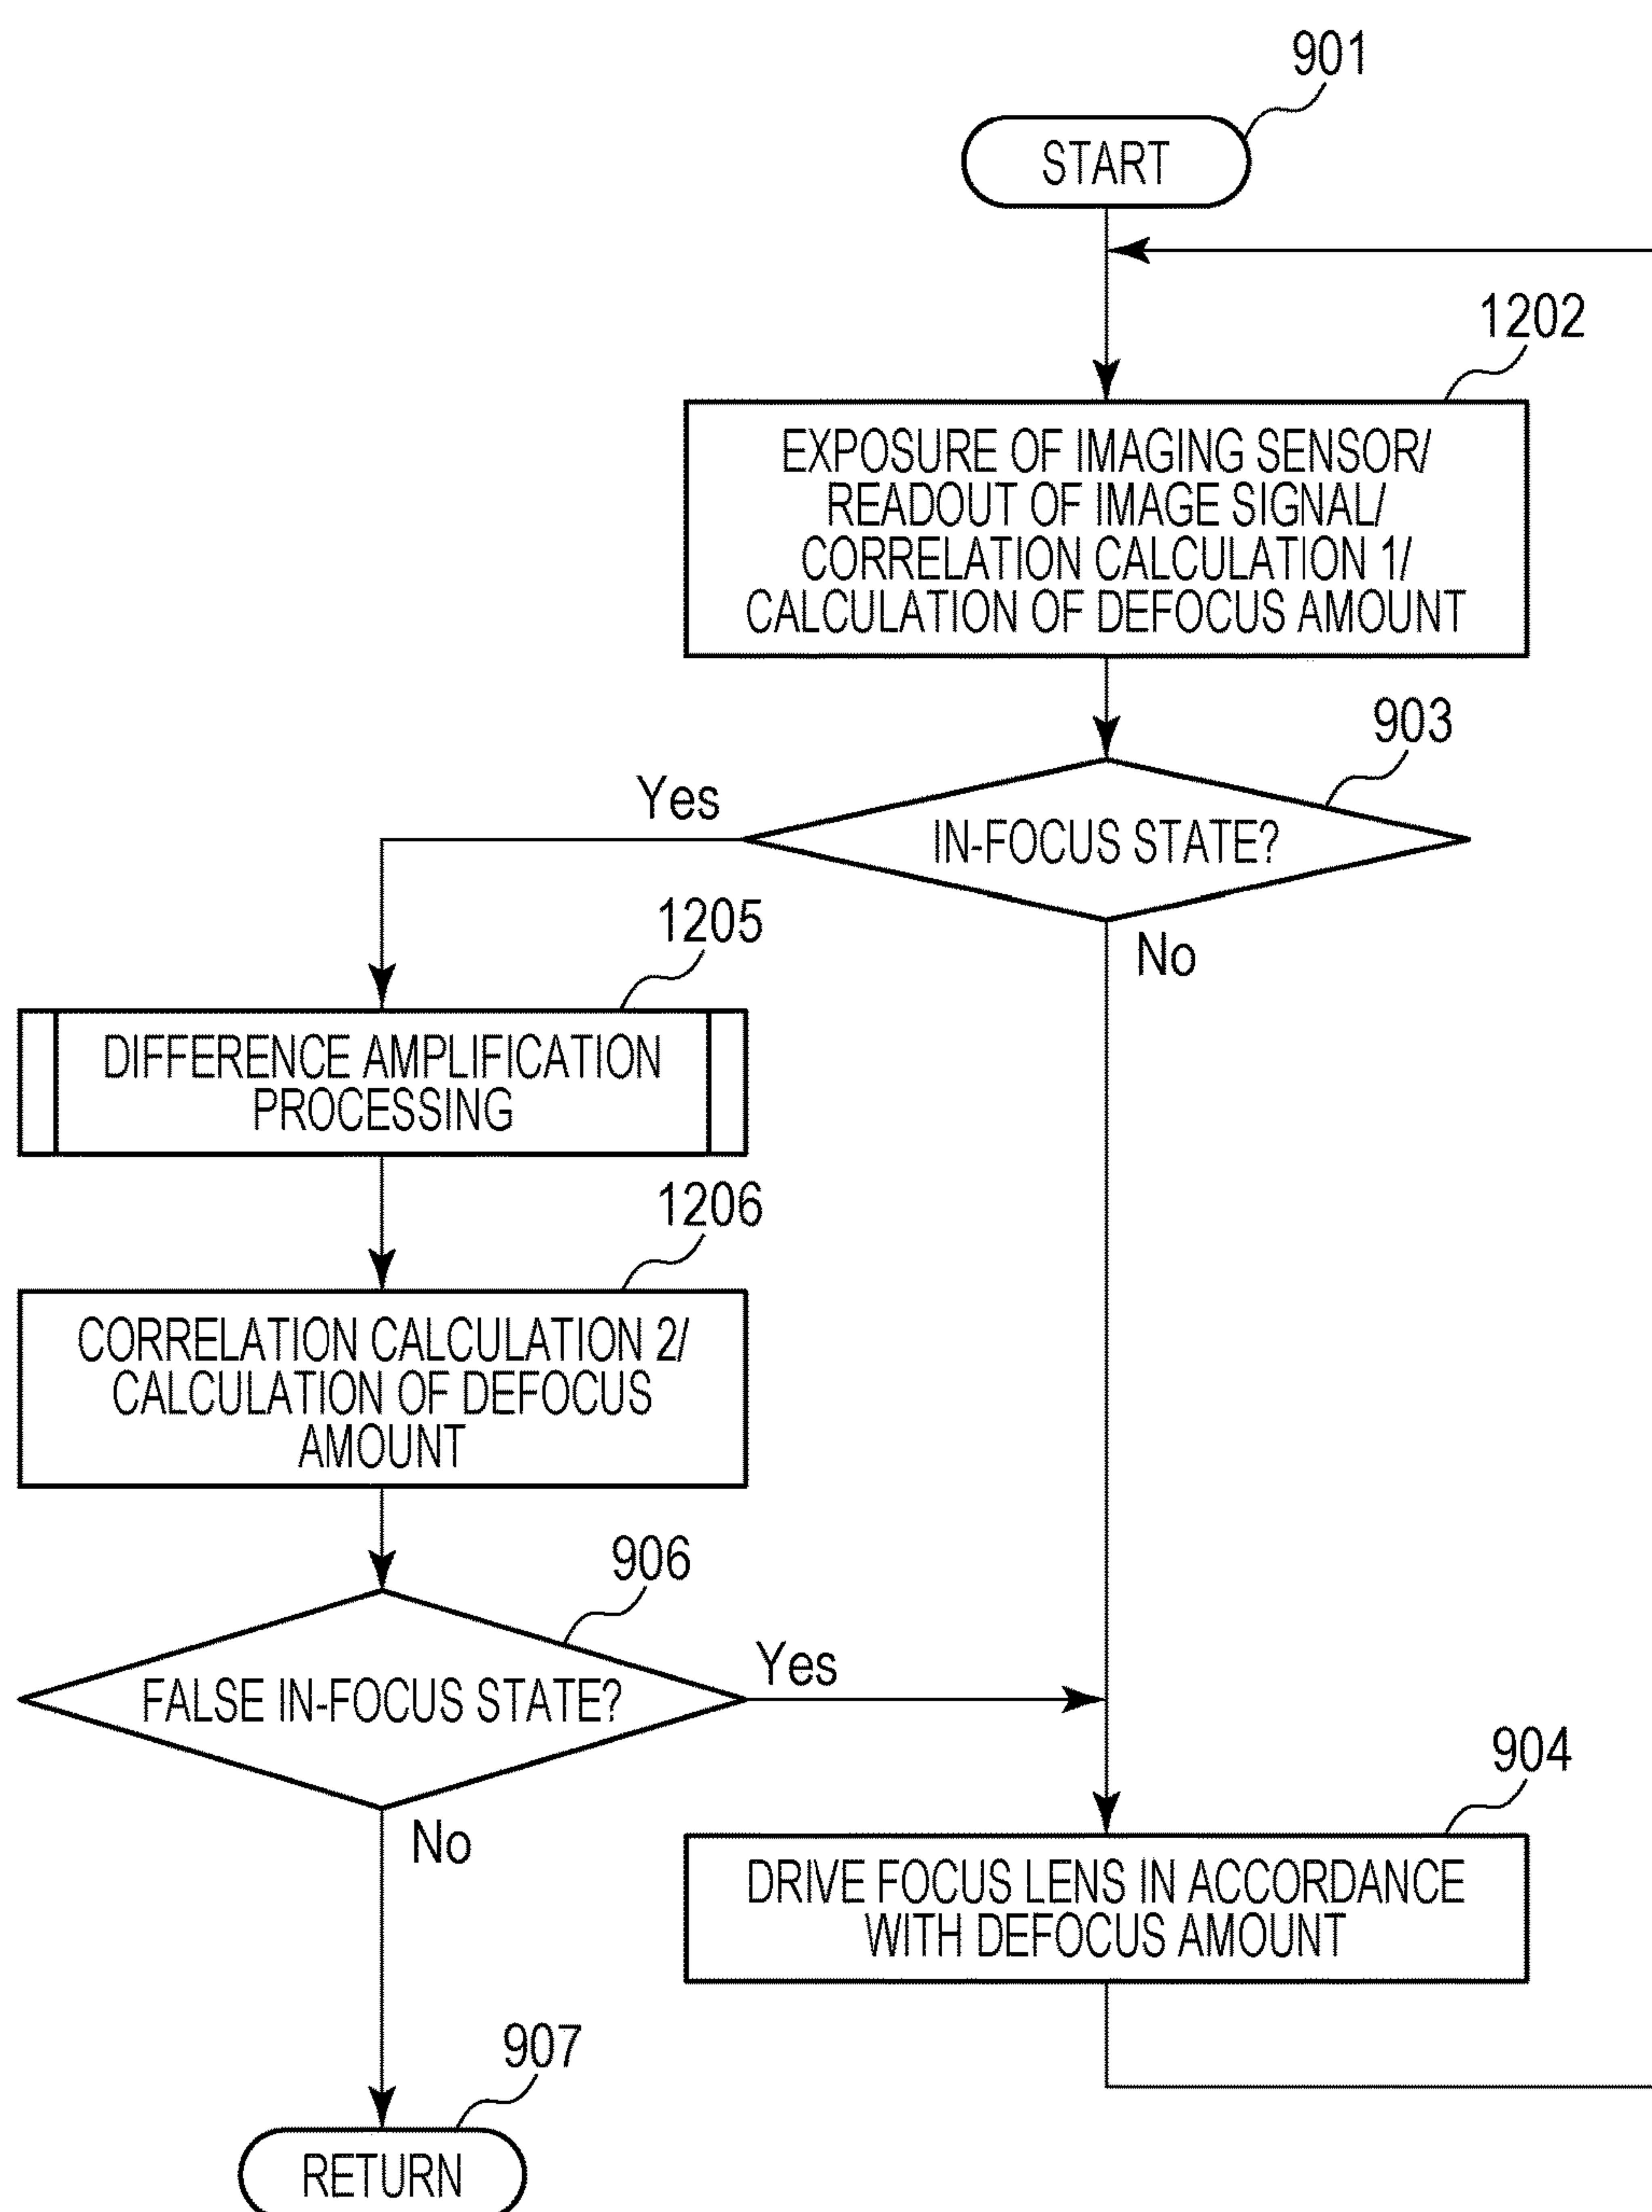 901
START
1202
EXPOSURE OF IMAGING SENSOR/
READOUT OF IMAGE SIGNAL/
CORRELATION CALCULATION 1/
CALCULATION OF DEFOCUS AMOUNT
903
Yes
IN-FOCUS STATE?
No
1205
DIFFERENCE AMPLIFICATION
PROCESSING
1206
CORRELATION CALCULATION 2/
CALCULATION OF DEFOCUS
AMOUNT
906
FALSE IN-FOCUS STATE?
Yes
No
904
DRIVE FOCUS LENS IN ACCORDANCE
WITH DEFOCUS AMOUNT
907
RETURN